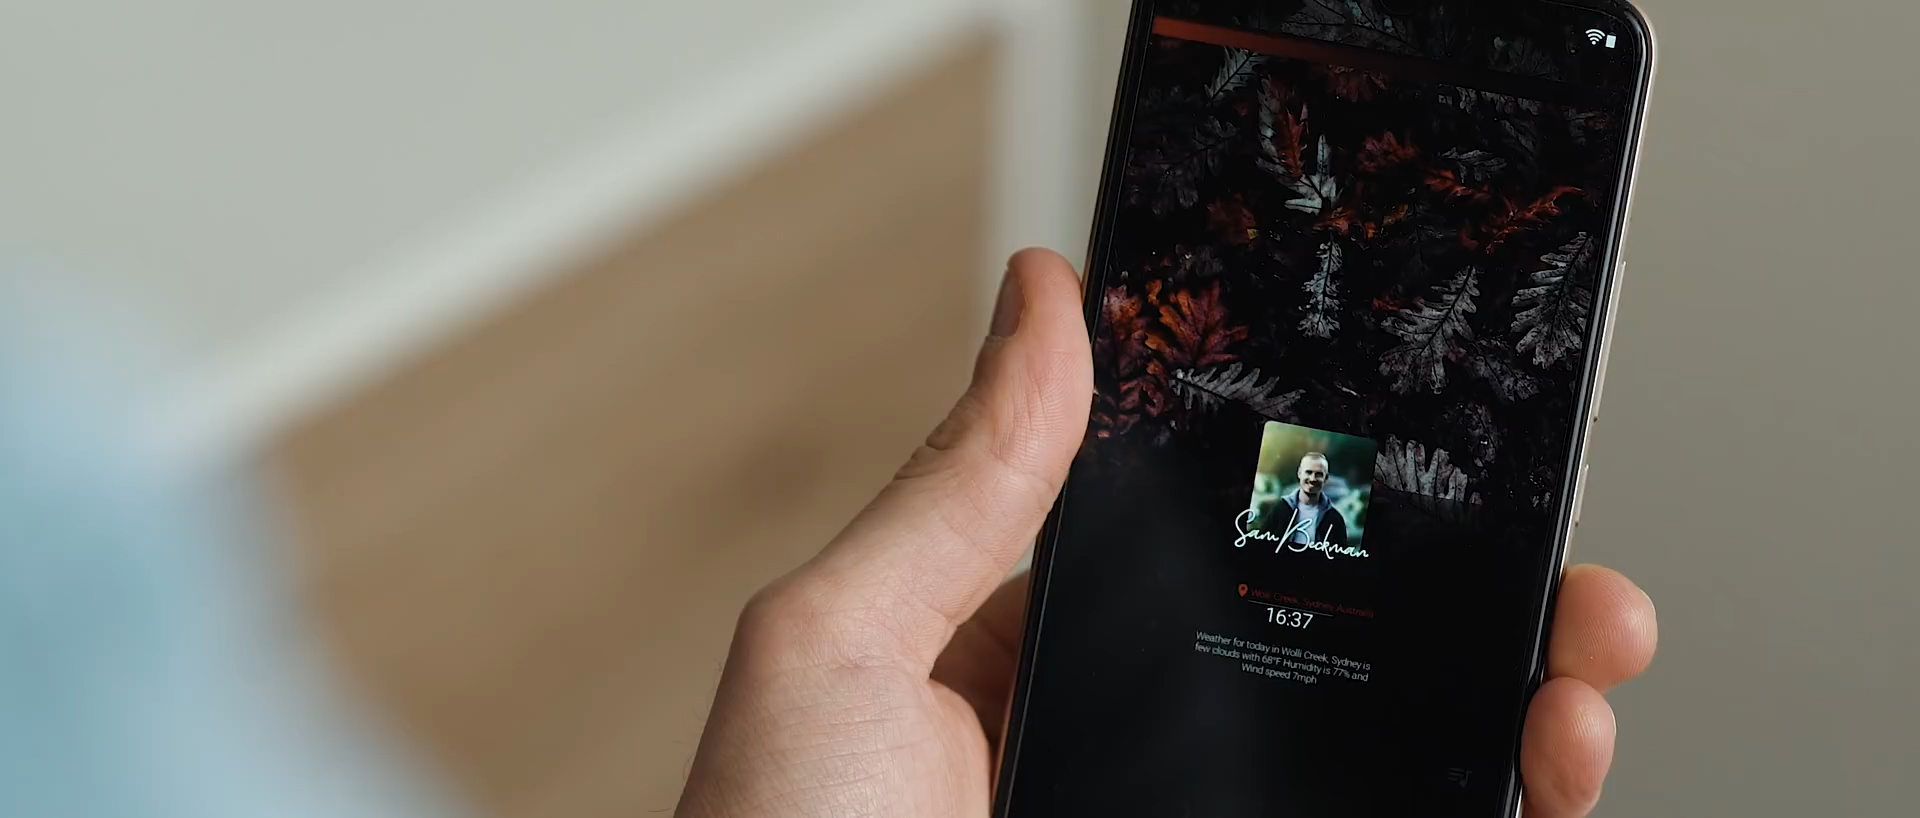 Sam Beckman
Wolli Creek, Sydney, Australia
16:37
Weather for today in Wolli Creek, Sydney is
few clouds with 68°F Humidity is 77% and
Wind speed 7mph